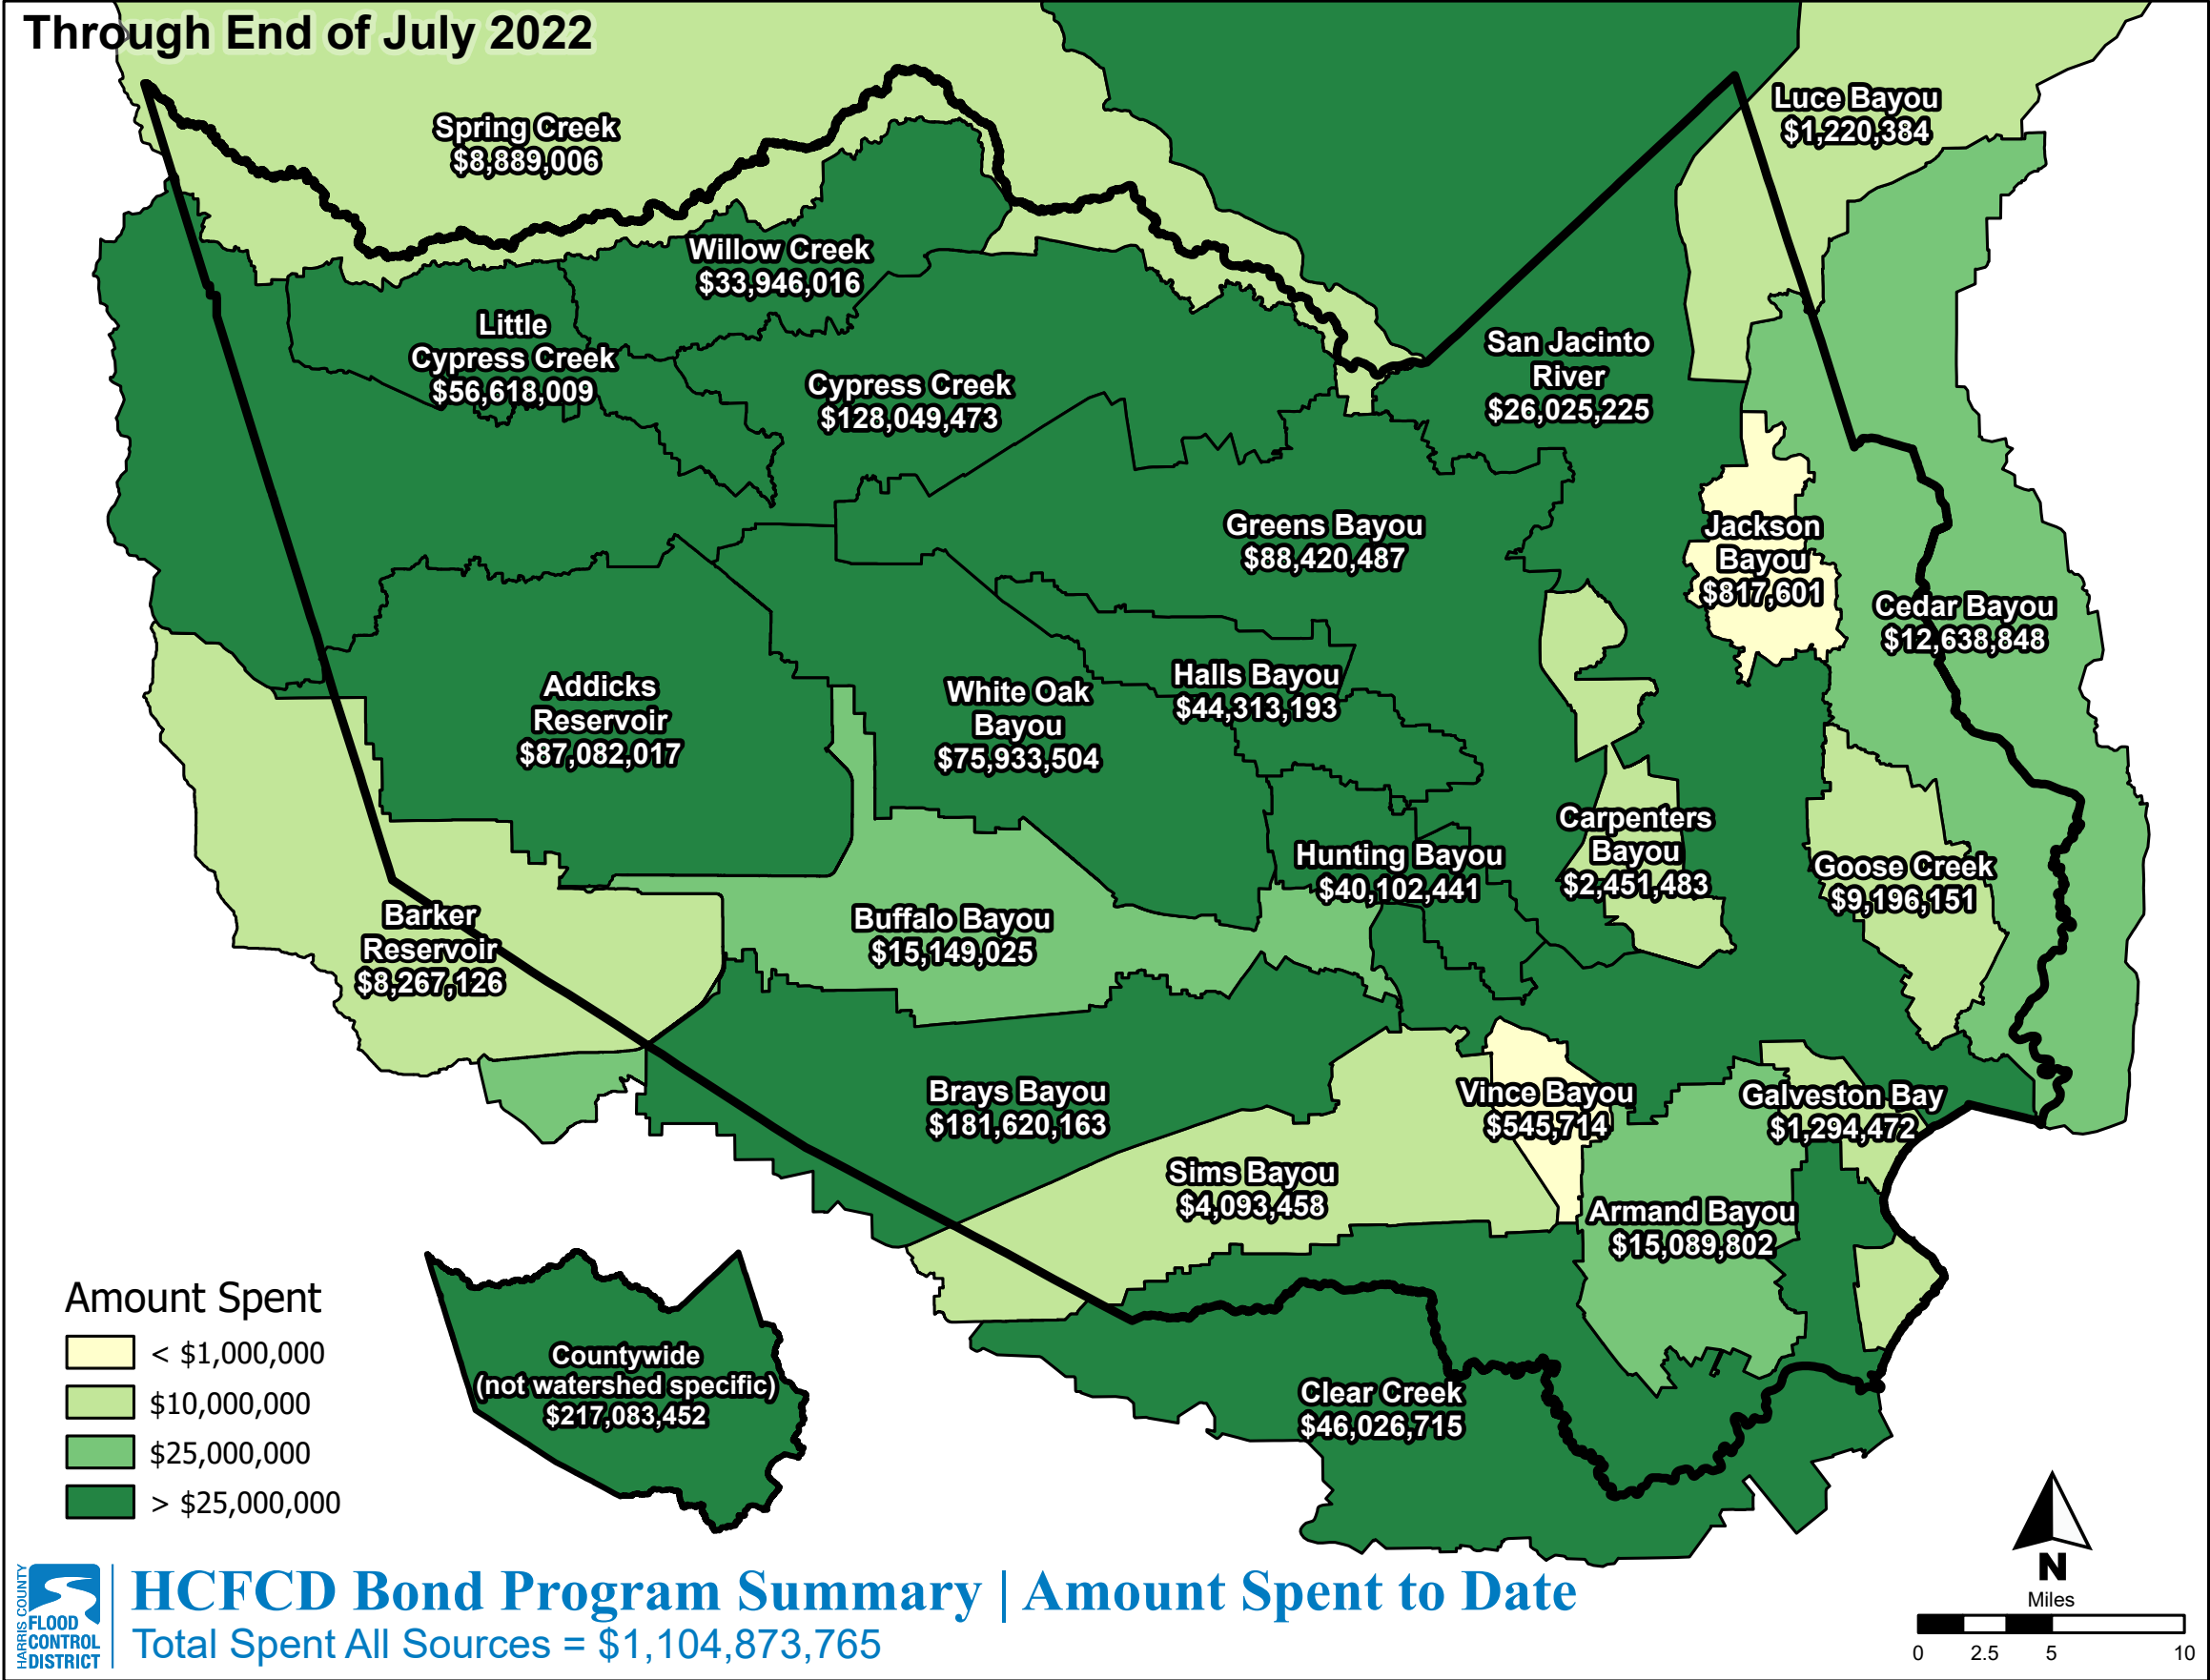 Through End of July 2022
Luce Bayou
$1,220,384
Spring Creek
$8,889,006
Willow Creek
$33,946,016
Little
Cypress Creek
$56,618,009
San Jacinto
River
$26,025,225
Cypress Creek
$128,049,473
Greens Bayou
$88,420,487
Jackson
Bayou
$817,601
Cedar Bayou
$12,638,848
Addicks
Reservoir
$87,082,017
White Oak
Bayou
$75,933,504
Halls Bayou
$44,313,193
Carpenters
Bayou
$2,451,483
Hunting Bayou
$40,102,441
Goose Creek
$9,196,151
Barker
Reservoir
$8,267,126
Buffalo Bayou
$15,149,025
Brays Bayou
$181,620,163
Vince Bayou
$545,714
Galveston Bay
$1,294,472
Sims Bayou
$4,093,458
Armand Bayou
$15,089,802
Clear Creek
$46,026,715
Amount Spent
< $1,000,000
$10,000,000
$25,000,000
> $25,000,000
Countywide
(not watershed specific)
$217,083,452
N
Miles
0 2.5 5 10
HARRIS COUNTY
FLOOD
CONTROL
DISTRICT
HCFCD Bond Program Summary | Amount Spent to Date
Total Spent All Sources = $1,104,873,765